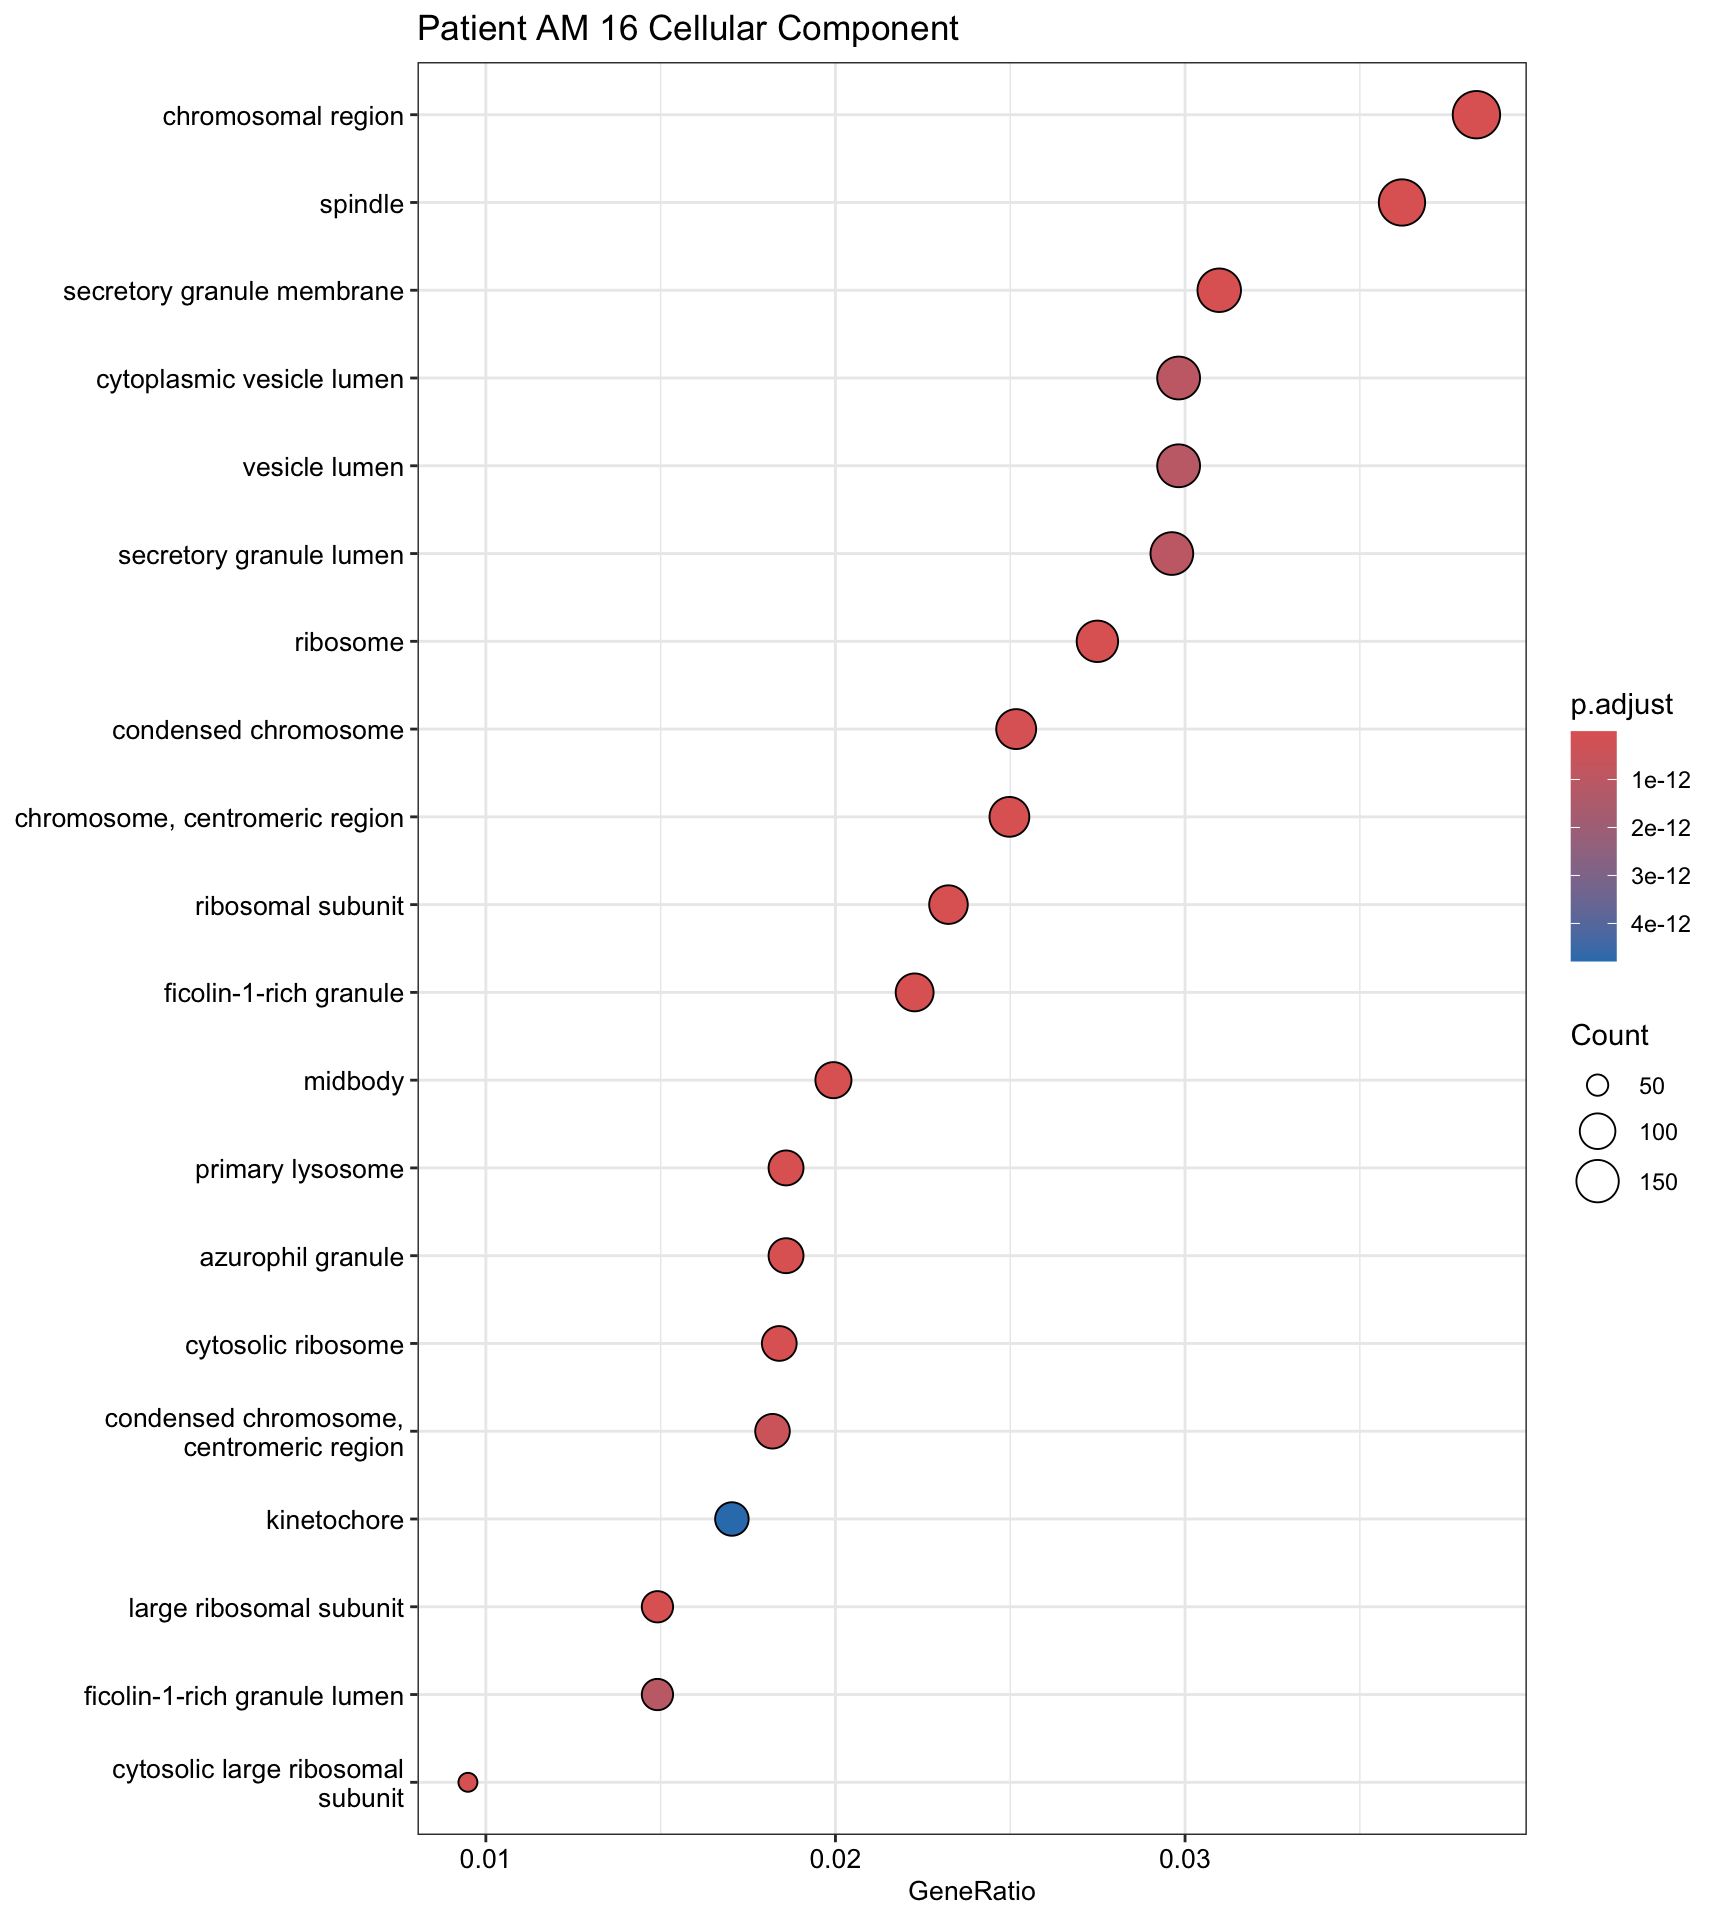 Patient AM 16 Cellular Component
chromosomal region
spindle
secretory granule membrane
cytoplasmic vesicle lumen
vesicle lumen
secretory granule lumen
ribosome
condensed chromosome
chromosome, centromeric region
ribosomal subunit
ficolin-1-rich granule
midbody
primary lysosome
azurophil granule
cytosolic ribosome
condensed chromosome,
centromeric region
kinetochore
large ribosomal subunit
ficolin-1-rich granule lumen
cytosolic large ribosomal
subunit
0.01 0.02 0.03
GeneRatio
p.adjust
1e-12
2e-12
3e-12
4e-12
Count
50
100
150